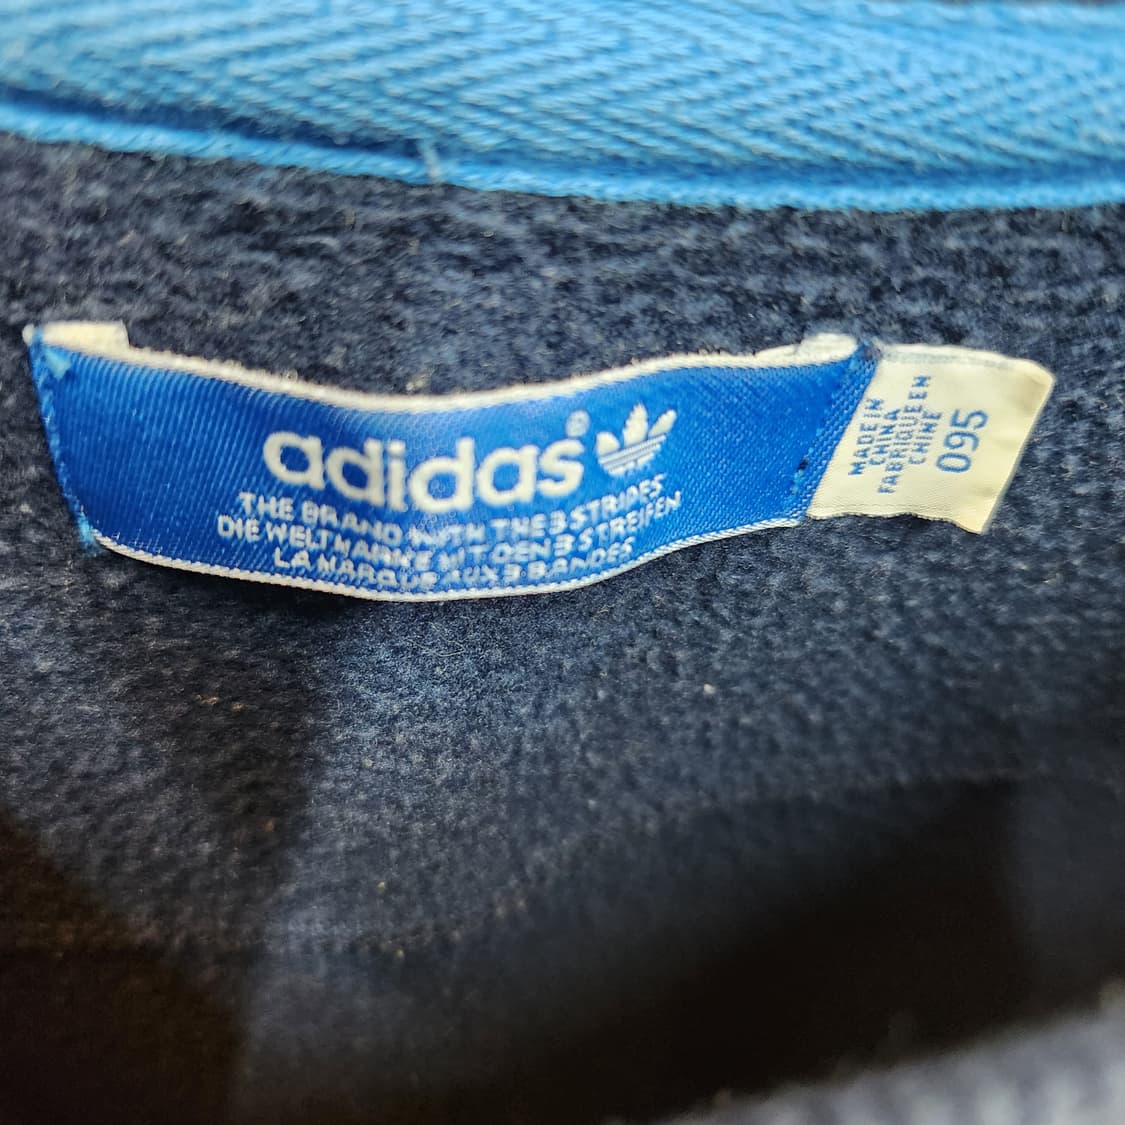 adidas®
THE BRAND WITH THE 3 STRIPES
DIE WELTMARKE MIT DEN 3 STREIFEN
LA MARQUE AUX 3 BANDES
MADE IN
CHINA
FABRIQUE EN
CHINE
095